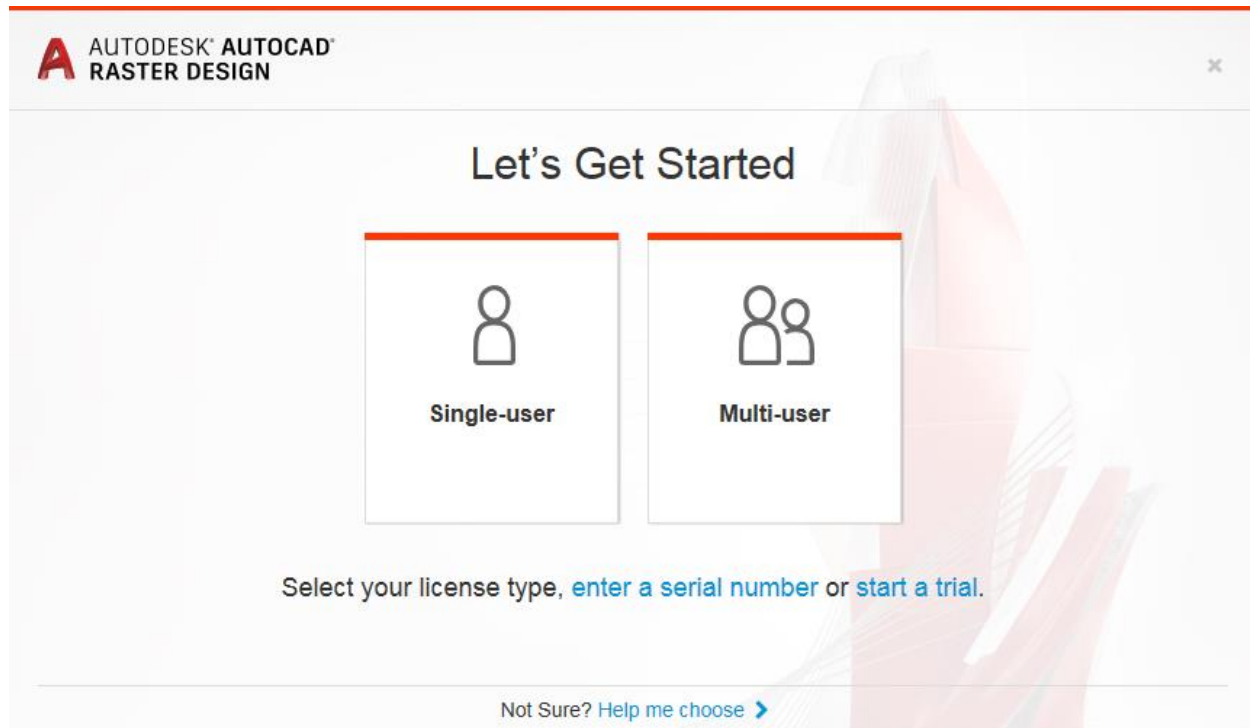 AUTODESK® AUTOCAD®
RASTER DESIGN
Let's Get Started
Single-user
Multi-user
Select your license type, enter a serial number or start a trial.
Not Sure? Help me choose